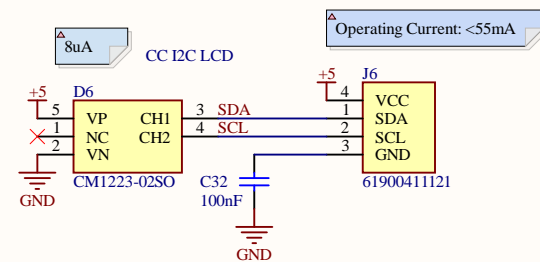 Operating Current: <55mA
8uA
CC I2C LCD
+5
D6
5 VP CH1 3 SDA
1 NC CH2 4 SCL
2 VN
CM1223-02SO
GND
J6
+5
4 VCC
1 SDA
2 SCL
3 GND
61900411121
C32
100nF
GND